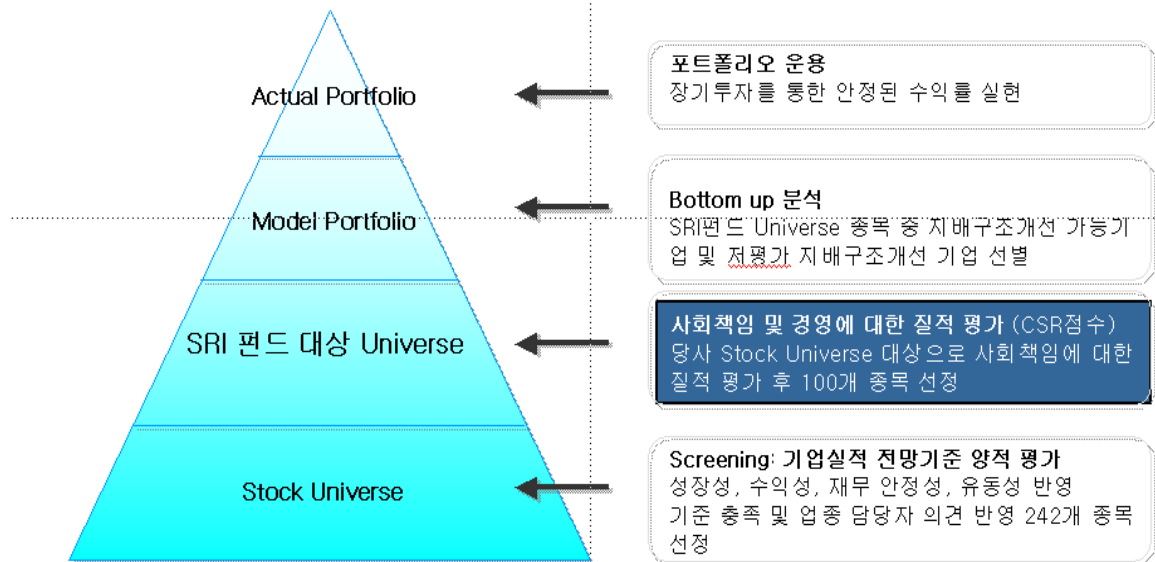 Actual Portfolio
포트폴리오 운용
장기투자를 통한 안정된 수익률 실현
Model Portfolio
Bottom up 분석
SRI펀드 Universe 종목 중 지배구조개선 가능기
업 및 저평가 지배구조개선 기업 선별
SRI 펀드 대상 Universe
사회책임 및 경영에 대한 질적 평가 (CSR점수)
당사 Stock Universe 대상으로 사회책임에 대한
질적 평가 후 100개 종목 선정
Stock Universe
Screening: 기업실적 전망기준 양적 평가
성장성, 수익성, 재무 안정성, 유동성 반영
기준 충족 및 업종 담당자 의견 반영 242개 종목
선정